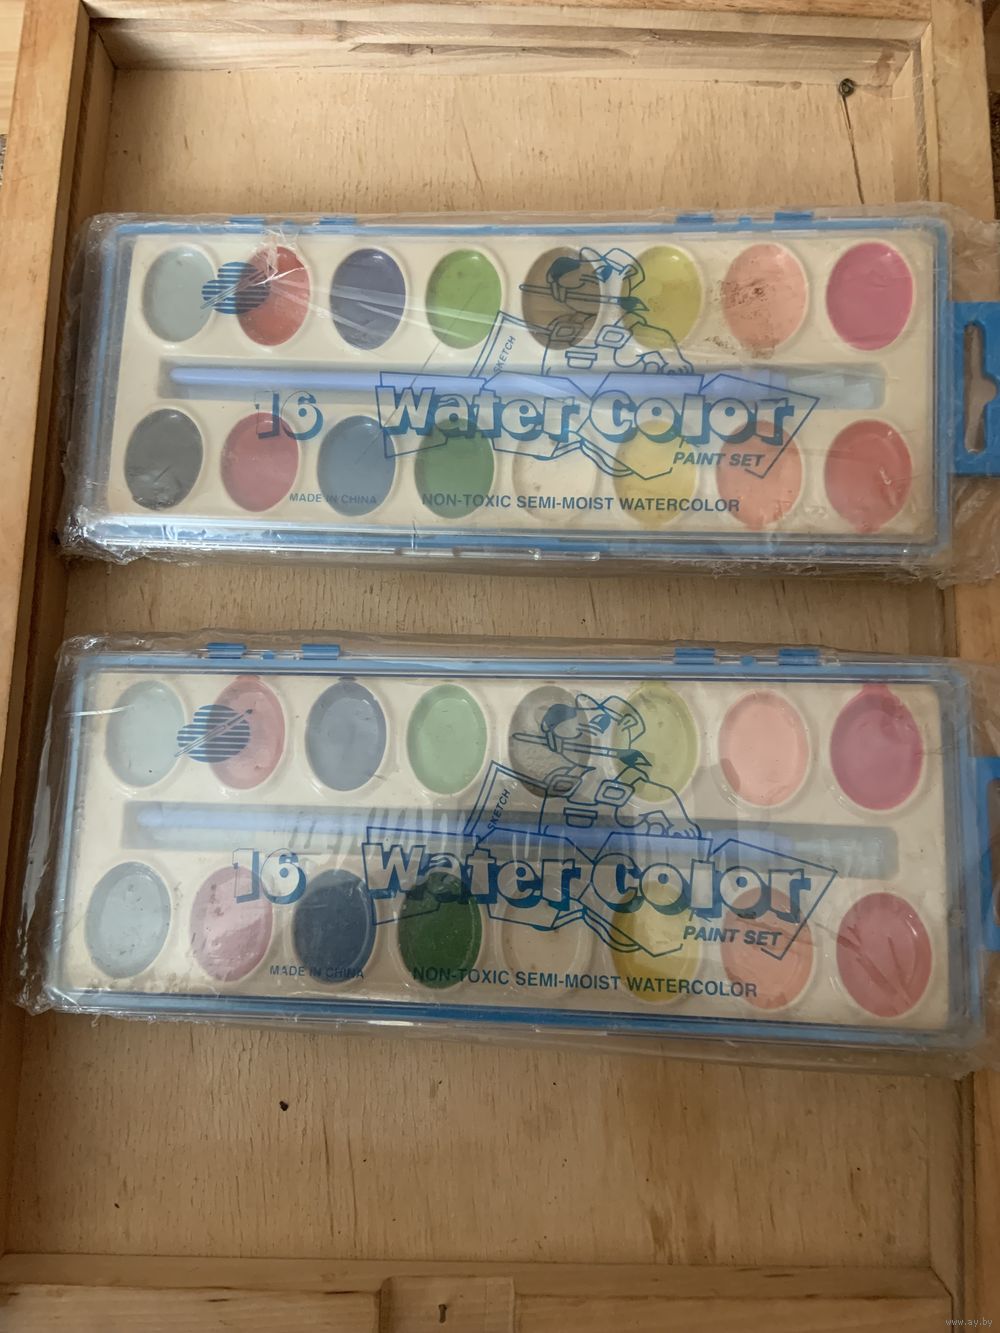 SKETCH
16 Water Color
PAINT SET
MADE IN CHINA
NON-TOXIC SEMI-MOIST WATERCOLOR
SKETCH
16 Water Color
PAINT SET
MADE IN CHINA
NON-TOXIC SEMI-MOIST WATERCOLOR
www.ay.by